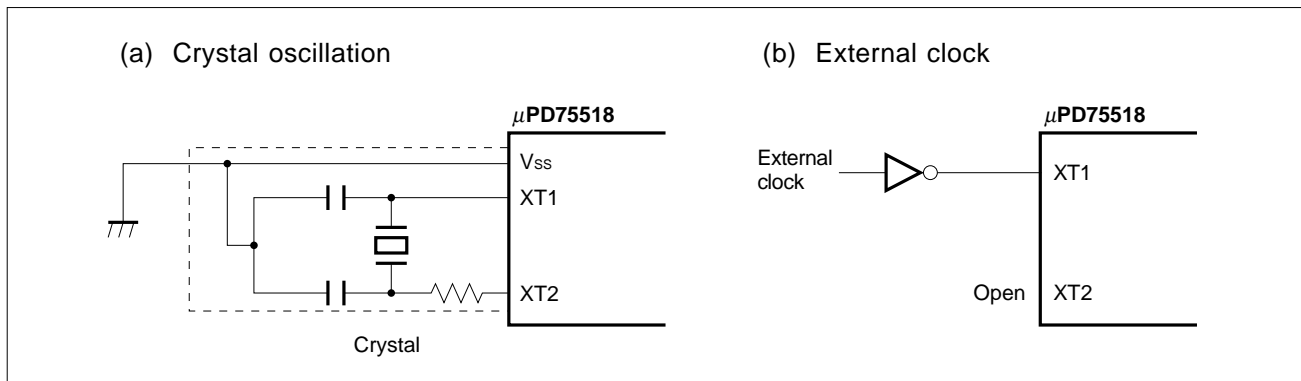 (a) Crystal oscillation
μPD75518
Vss
XT1
XT2
Crystal
(b) External clock
μPD75518
External
clock
XT1
Open
XT2